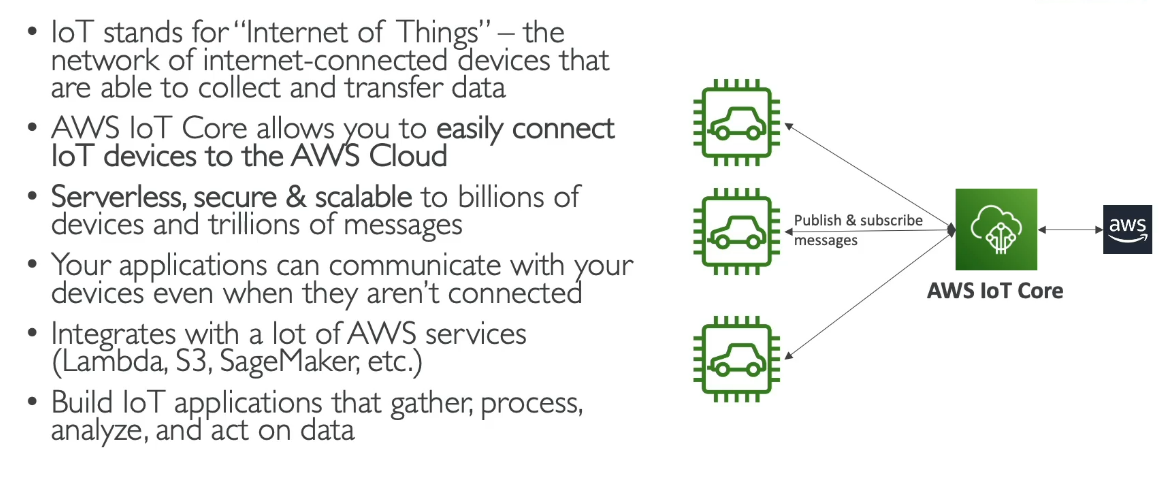 • IoT stands for “Internet of Things” – the
network of internet-connected devices that
are able to collect and transfer data
• AWS IoT Core allows you to easily connect
IoT devices to the AWS Cloud
• Serverless, secure & scalable to billions of
devices and trillions of messages
• Your applications can communicate with your
devices even when they aren’t connected
• Integrates with a lot of AWS services
(Lambda, S3, SageMaker, etc.)
• Build IoT applications that gather, process,
analyze, and act on data
Publish & subscribe
messages
AWS IoT Core
aws